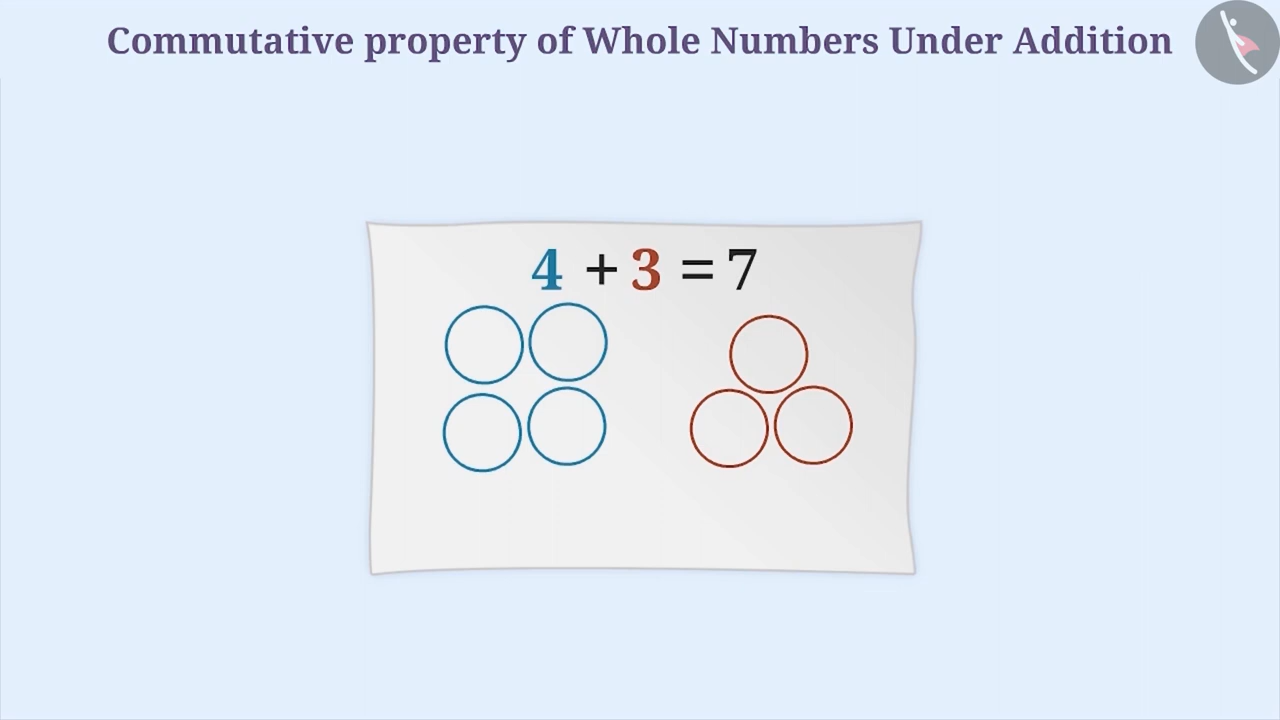 Commutative property of Whole Numbers Under Addition
4 + 3 = 7